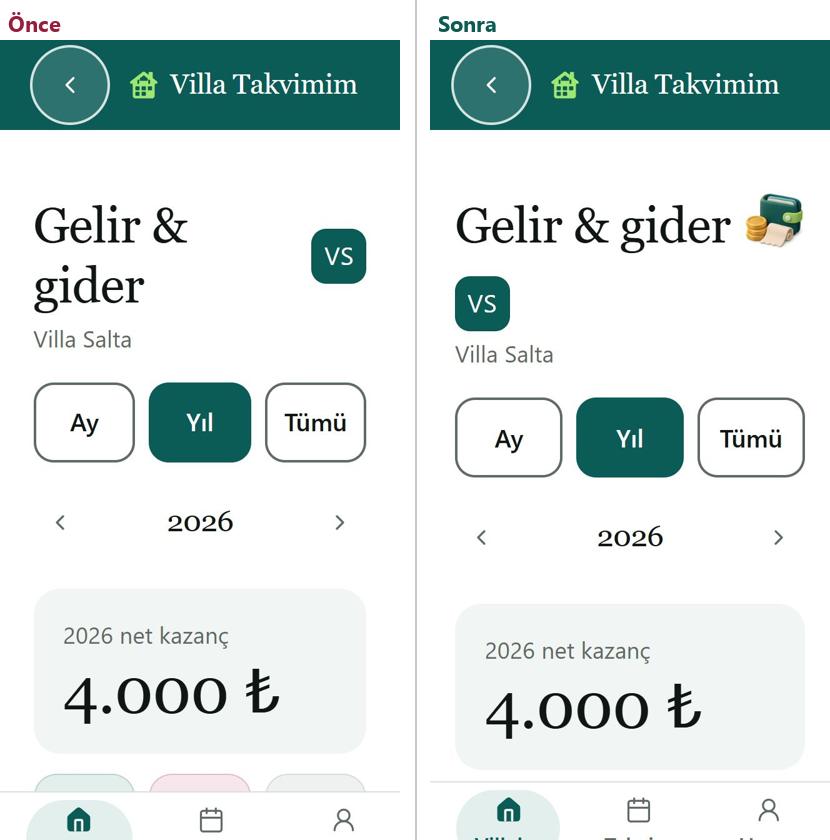 Önce
Villa Takvimim
Gelir &
gider
VS
Villa Salta
Ay
Yıl
Tümü
2026
2026 net kazanç
4.000 ₺
Sonra
Villa Takvimim
Gelir & gider
VS
Villa Salta
Ay
Yıl
Tümü
2026
2026 net kazanç
4.000 ₺